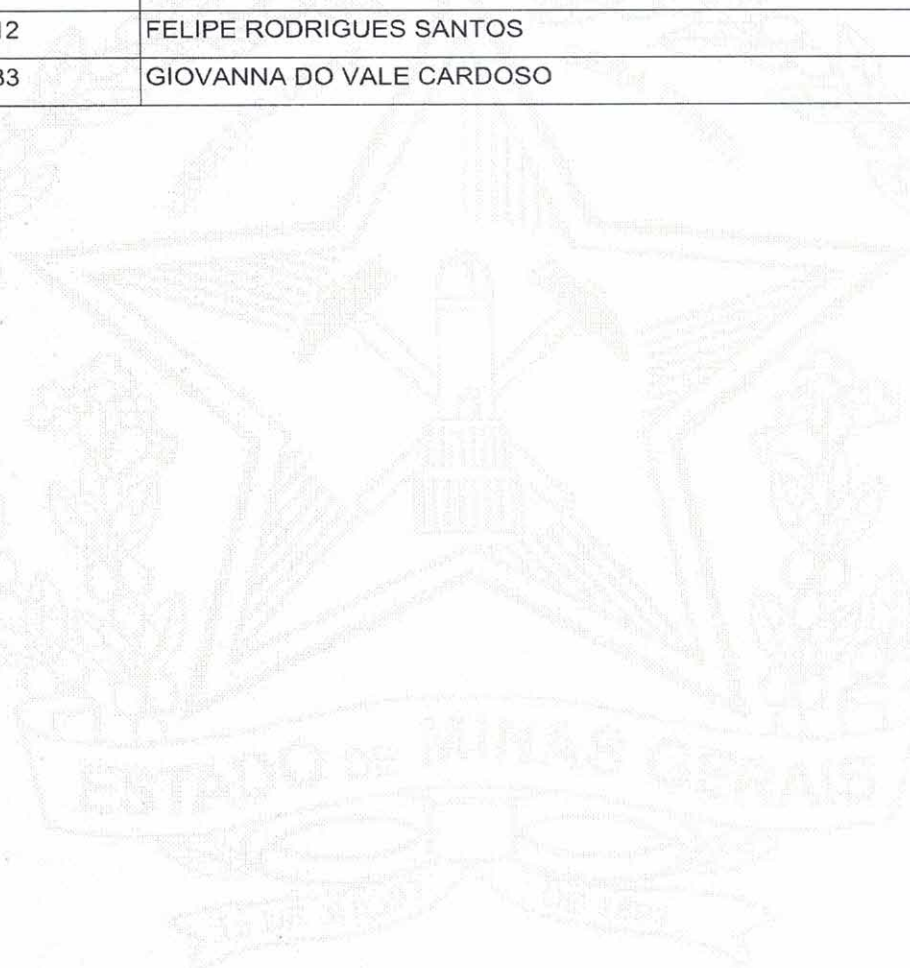 12 FELIPE RODRIGUES SANTOS
33 GIOVANNA DO VALE CARDOSO
ESTADO DE MINAS GERAIS